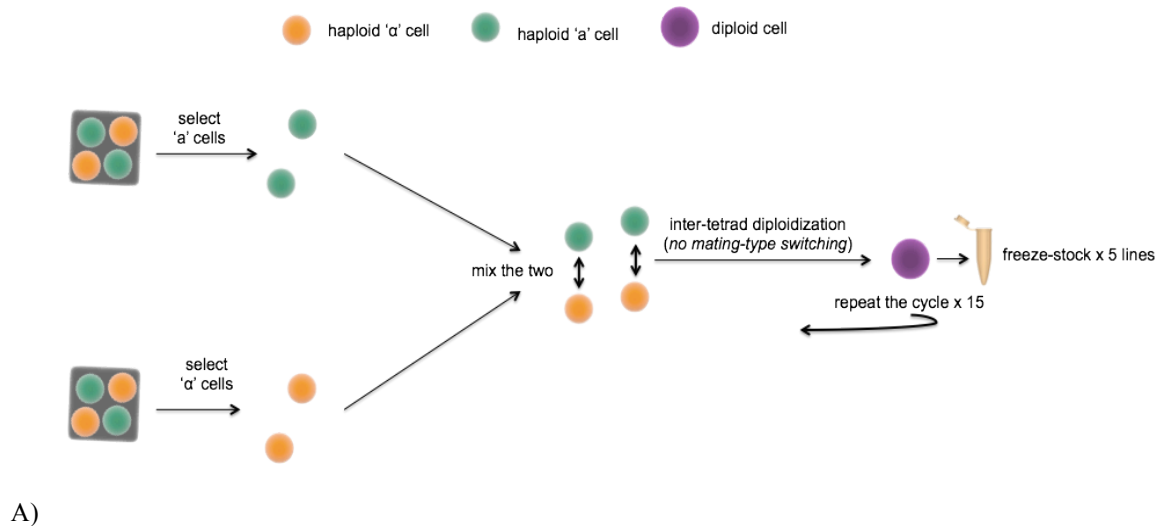 haploid ‘α’ cell
haploid ‘a’ cell
diploid cell
select
‘a’ cells
mix the two
inter-tetrad diploidization
(no mating-type switching)
freeze-stock x 5 lines
repeat the cycle x 15
select
‘α’ cells
A)